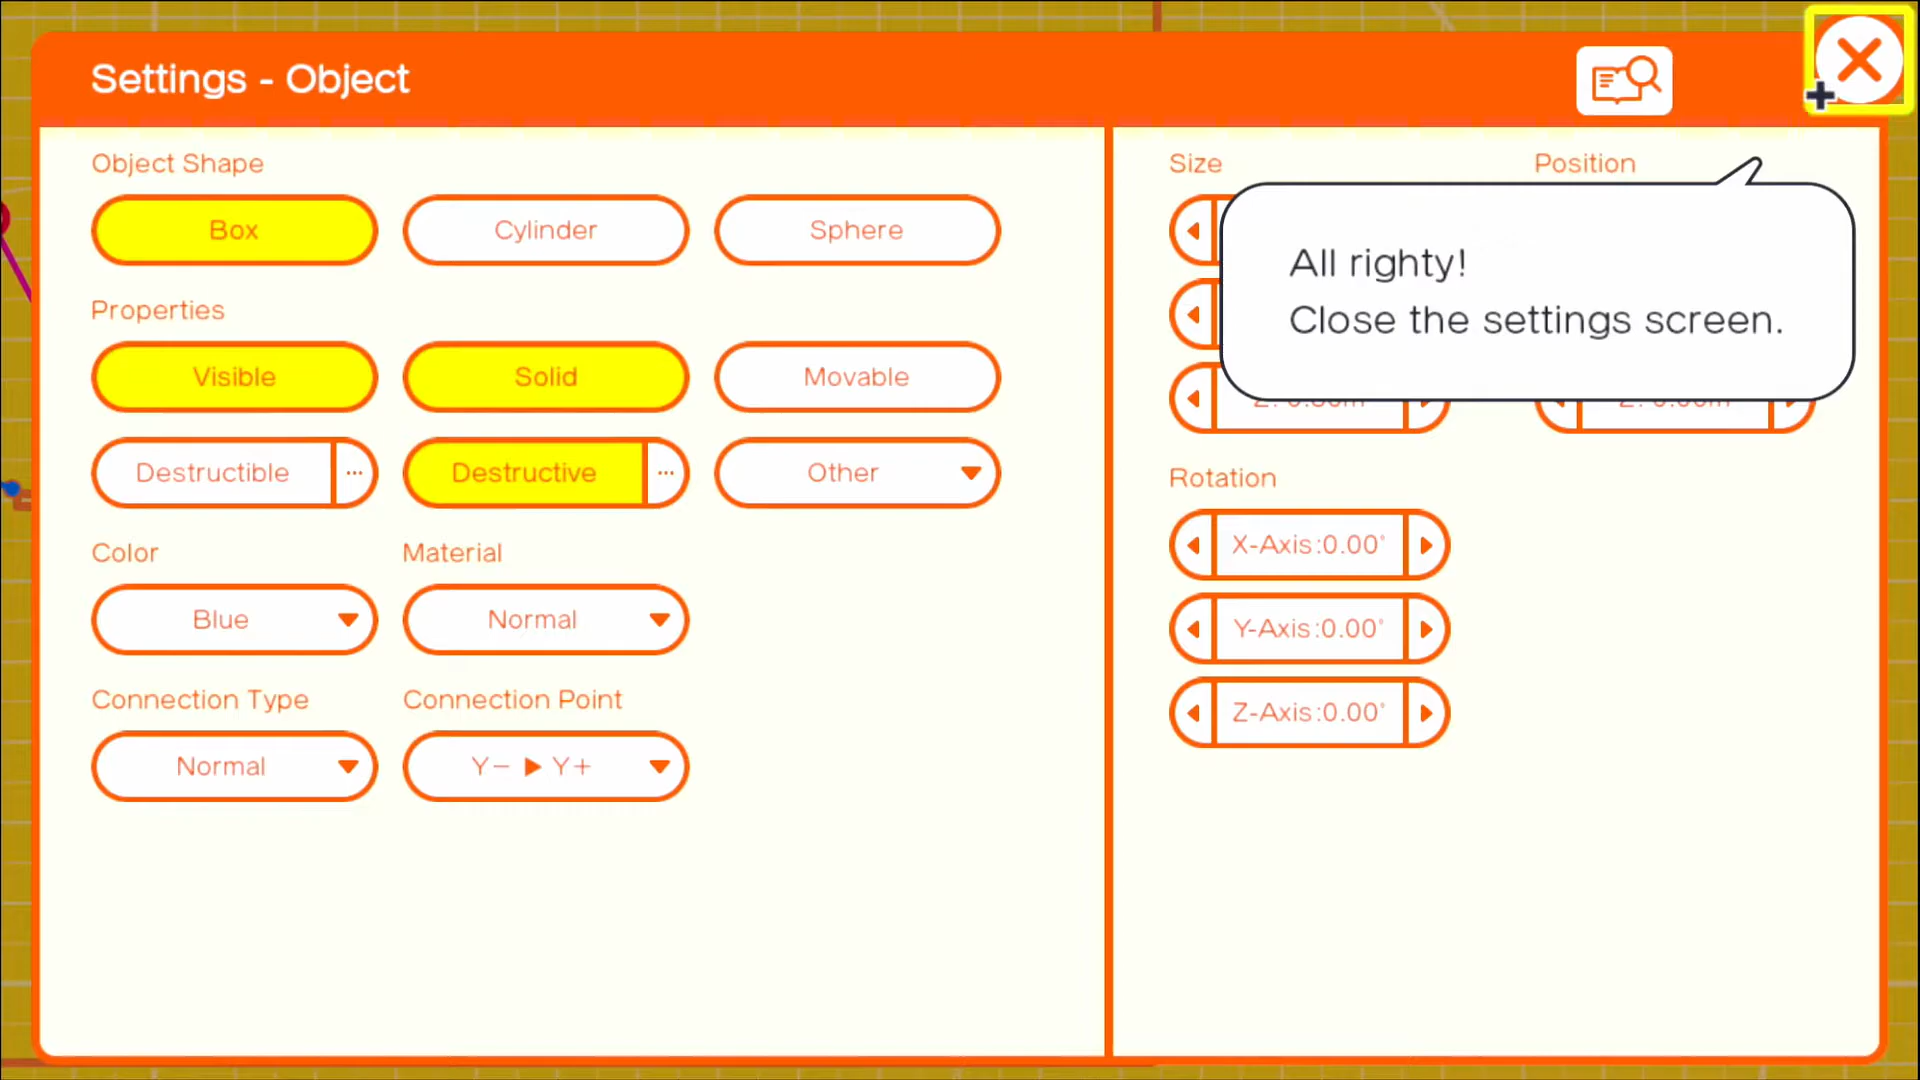 Settings - Object
Object Shape
Box
Cylinder
Sphere
Properties
Visible
Solid
Movable
Destructible
...
Destructive
...
Other
Color
Material
Blue
Normal
Connection Type
Connection Point
Normal
Y− ▶ Y+
Size
Position
All righty!
Close the settings screen.
Rotation
X-Axis:0.00°
Y-Axis:0.00°
Z-Axis:0.00°